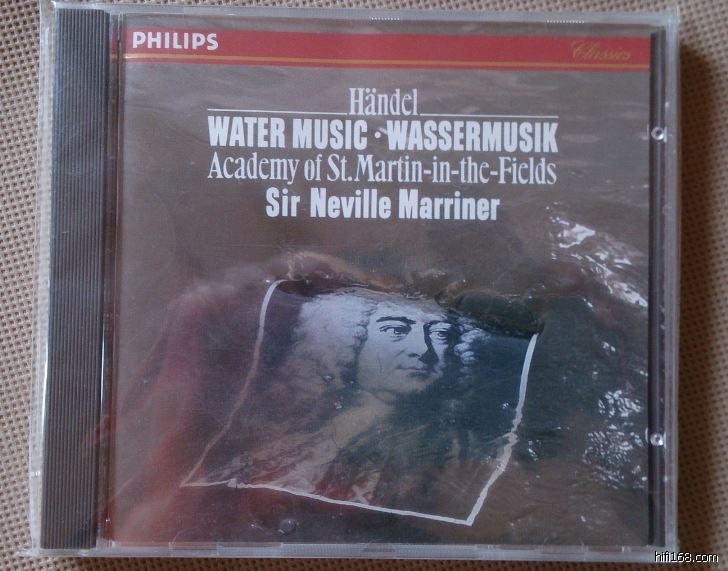 PHILIPS
Classics
Händel
WATER MUSIC · WASSERMUSIK
Academy of St. Martin-in-the-Fields
Sir Neville Marriner
hifi168.com